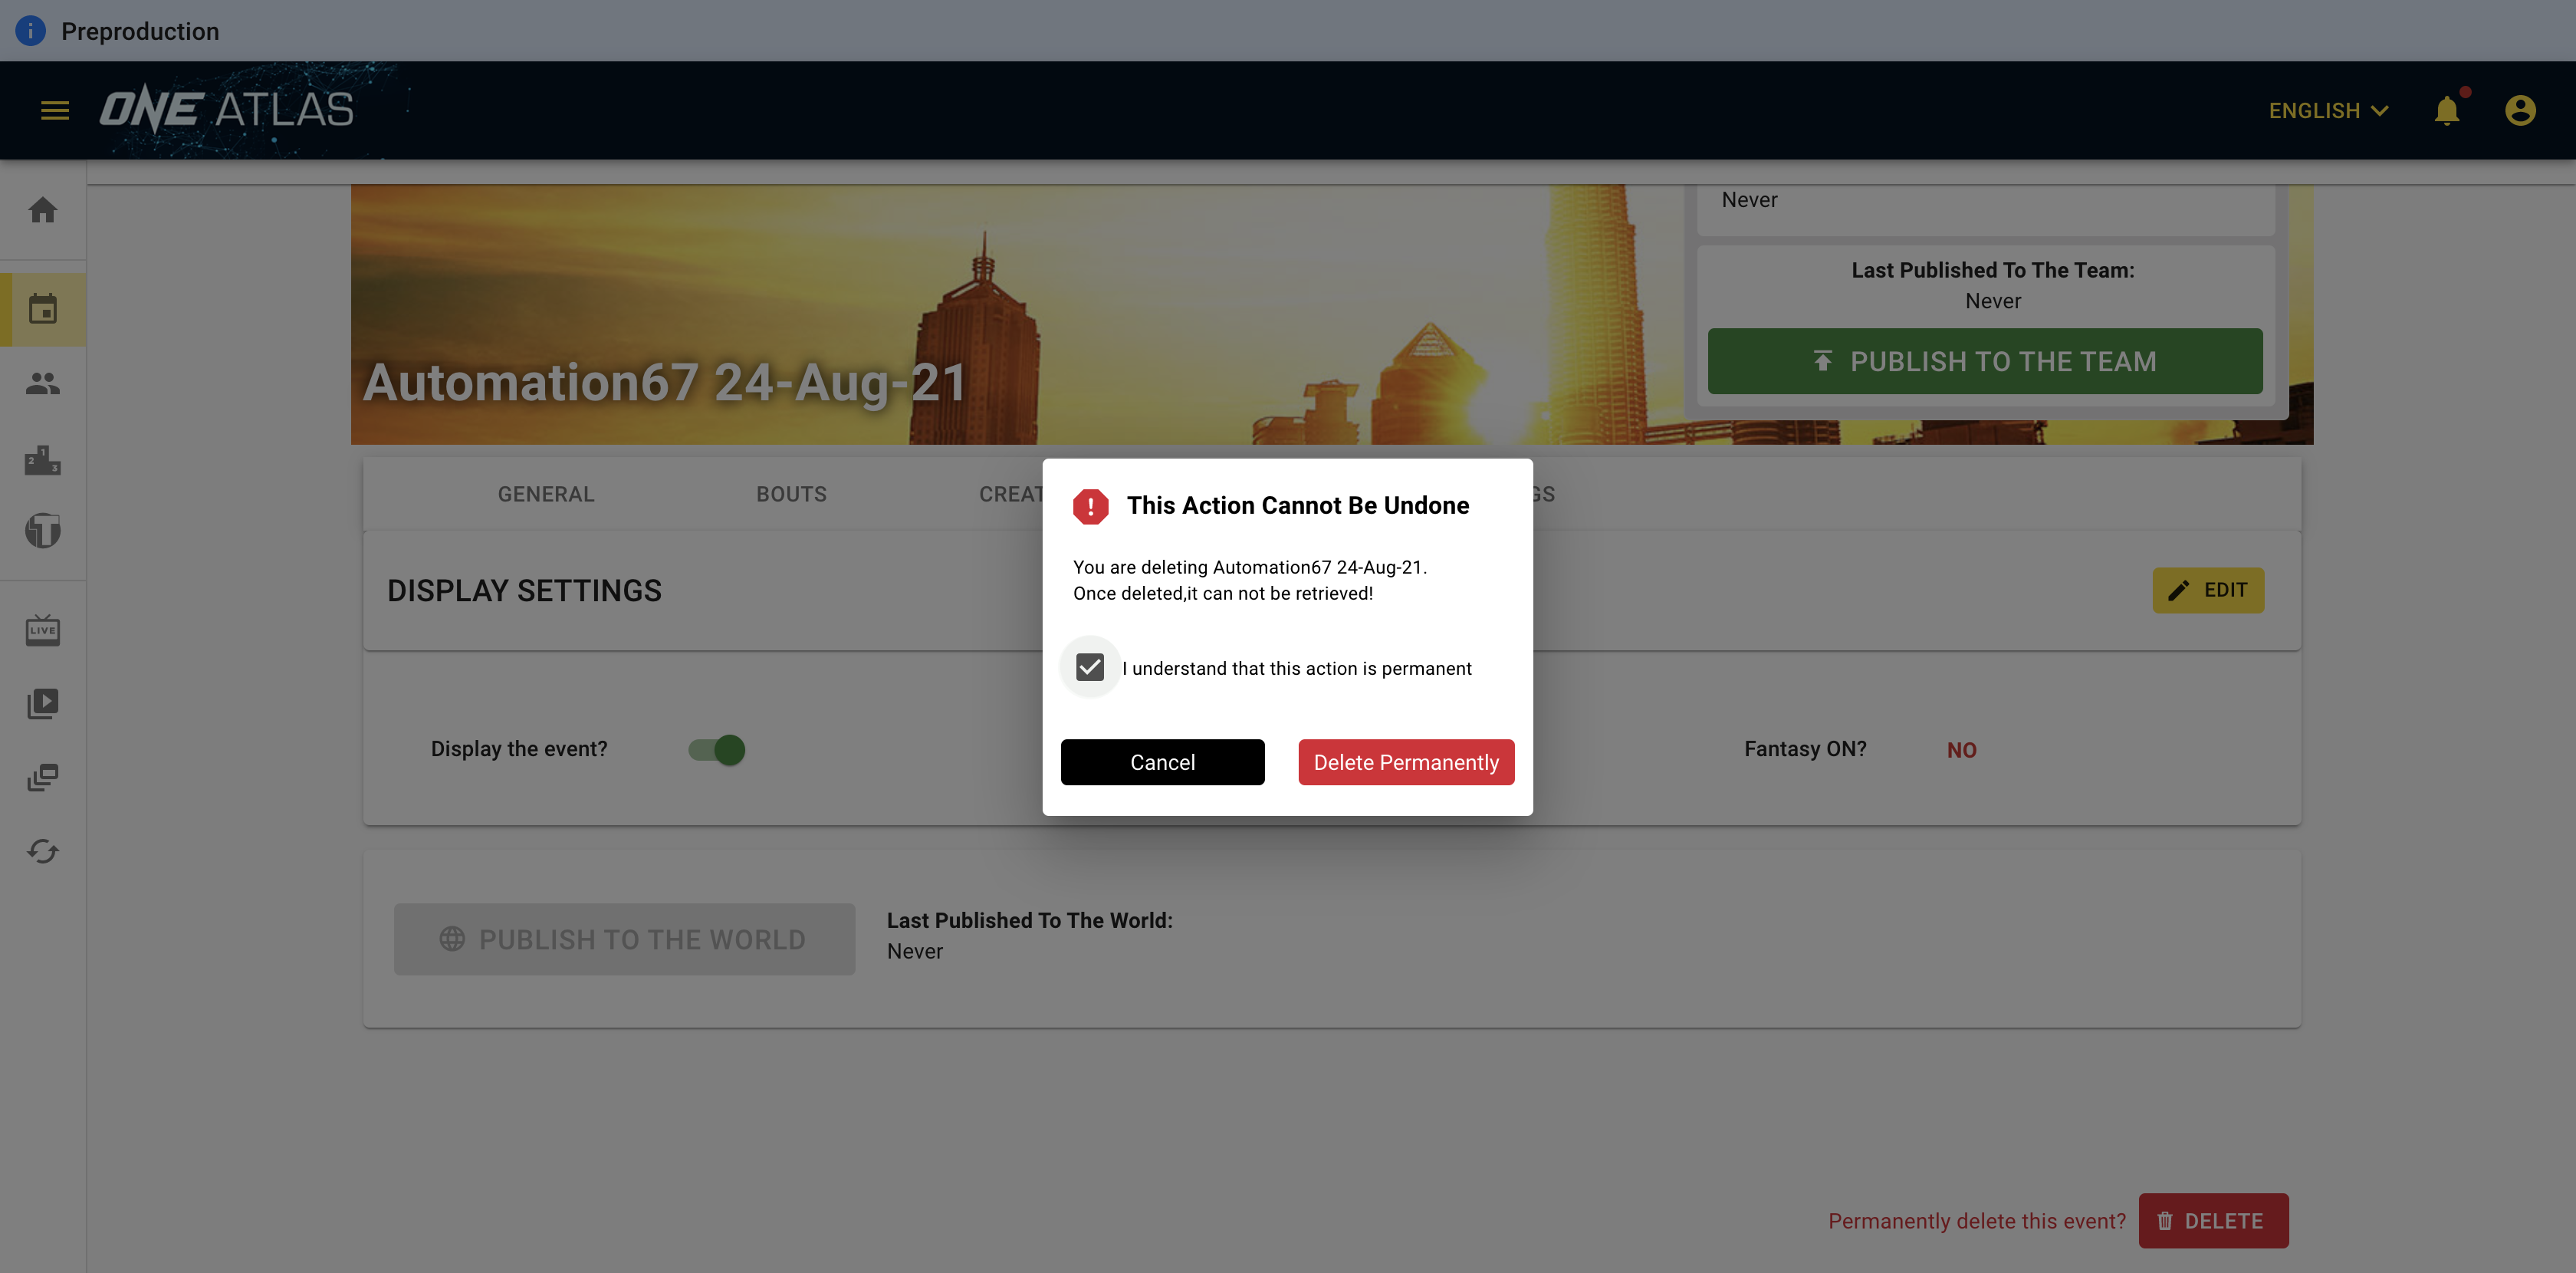 Preproduction
ONE ATLAS
ENGLISH
Never
Last Published To The Team:
Never
PUBLISH TO THE TEAM
Automation67 24-Aug-21
GENERAL
BOUTS
This Action Cannot Be Undone
You are deleting Automation67 24-Aug-21.
Once deleted,it can not be retrieved!
I understand that this action is permanent
Cancel
Delete Permanently
DISPLAY SETTINGS
EDIT
LIVE
Display the event?
Fantasy ON?
NO
PUBLISH TO THE WORLD
Last Published To The World:
Never
Permanently delete this event?
DELETE